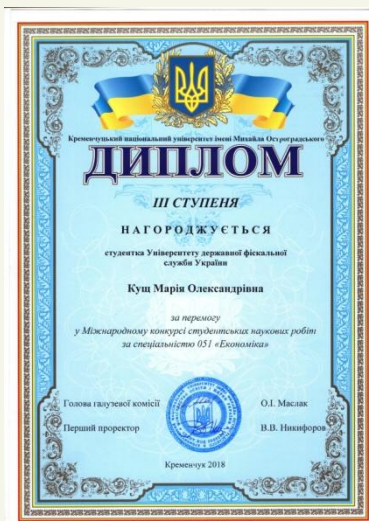 Кременчуцький національний університет імені Михайла Остроградського
ДИПЛОМ
ІІІ СТУПЕНЯ
НАГОРОДЖУЄТЬСЯ
студентка Університету державної фіскальної
служби України
Кущ Марія Олександрівна
за перемогу
у Міжнародному конкурсі студентських наукових робіт
за спеціальністю 051 «Економіка»
Голова галузевої комісії О.І. Маслак
Перший проректор В.В. Никифоров
Кременчук 2018